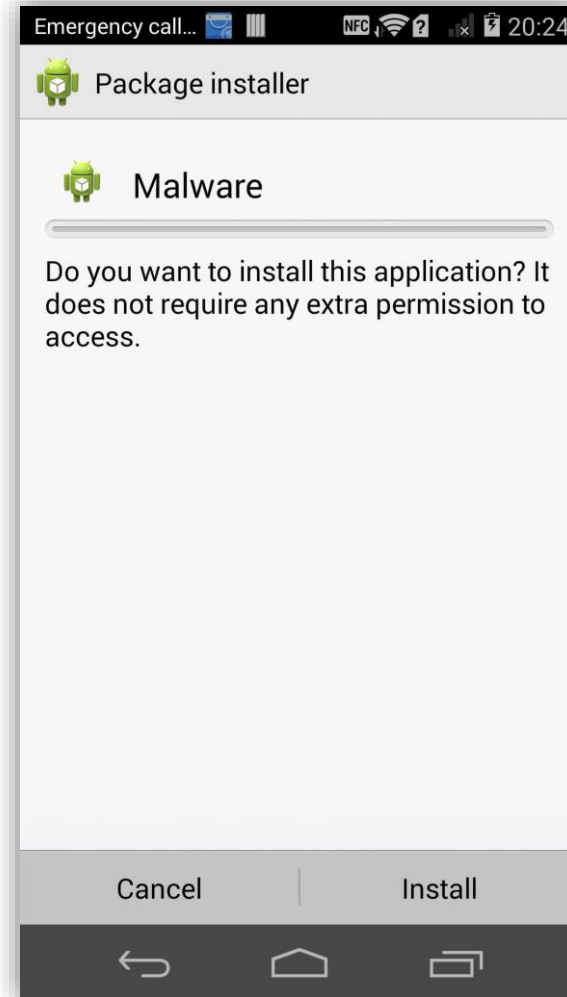 Emergency call... NFC ? 20:24
Package installer
Malware
Do you want to install this application? It
does not require any extra permission to
access.
Cancel Install